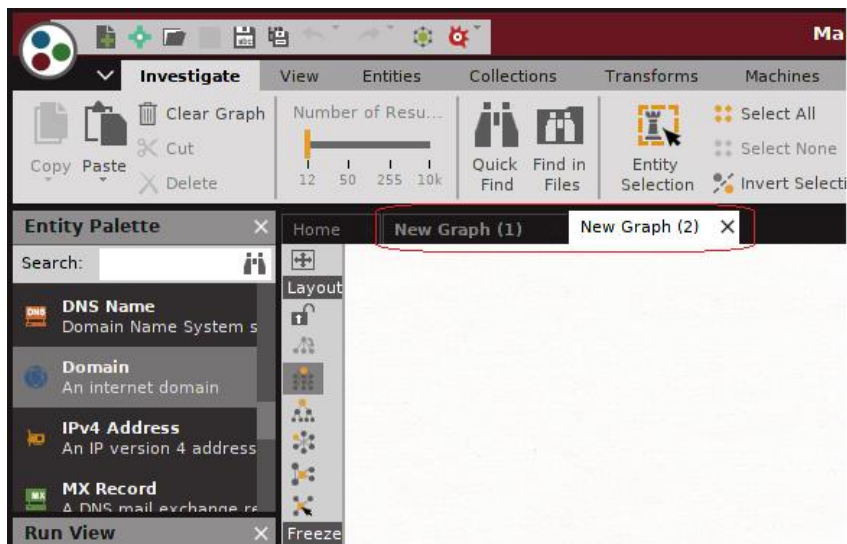 Ma
Investigate View Entities Collections Transforms Machines
Clear Graph
Cut
Delete
Copy Paste
Number of Resu...
12 50 255 10k
Quick Find
Find in Files
Entity Selection
Select All
Select None
Invert Selecti
Entity Palette
Home New Graph (1) New Graph (2)
Search:
Layout
DNS
DNS Name
Domain Name System s
Domain
An internet domain
IPv4 Address
An IP version 4 address
MX
MX Record
A DNS mail exchange re
Run View
Freeze